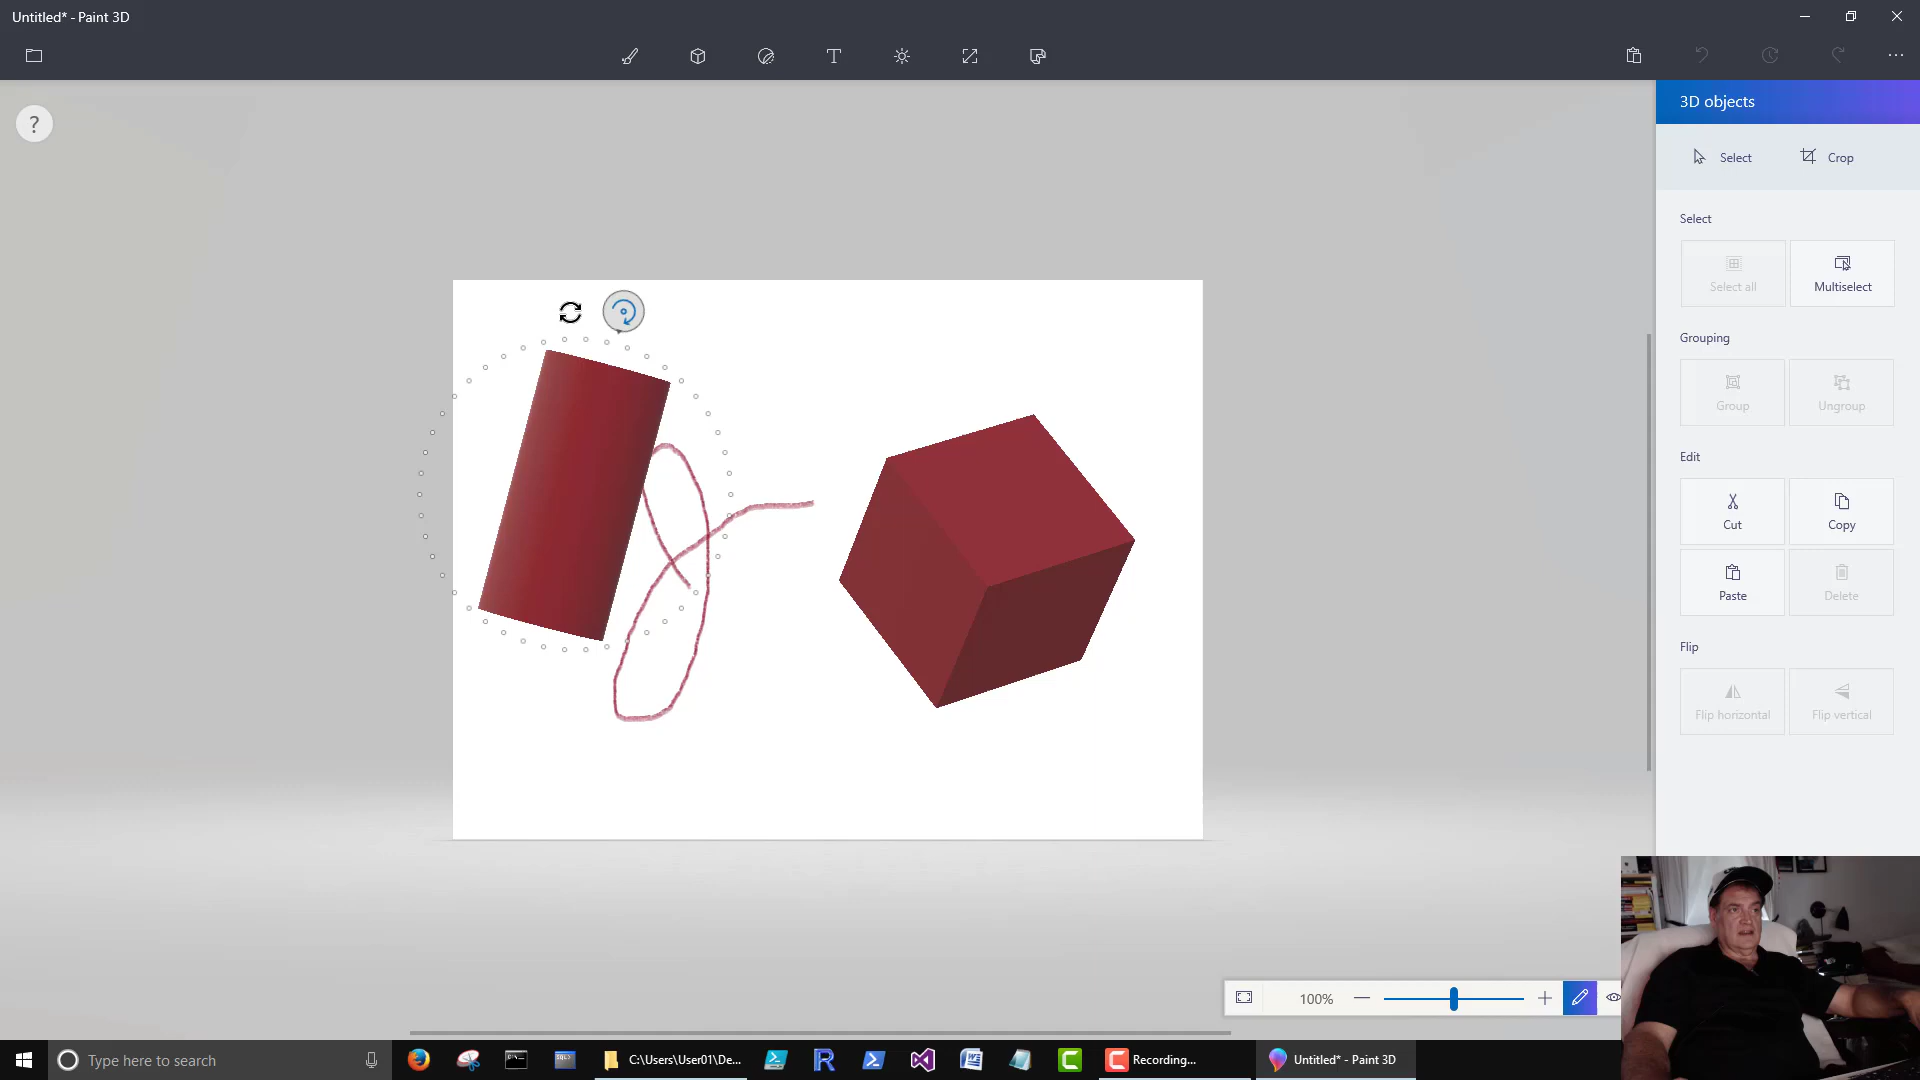 Untitled* - Paint 3D
T
?
3D objects
Select
Crop
Select
Select all
Multiselect
Grouping
Group
Ungroup
Edit
Cut
Copy
Paste
Delete
Flip
Flip horizontal
Flip vertical
100%
Type here to search
C:\Users\User01\De...
R
Recording...
Untitled* - Paint 3D